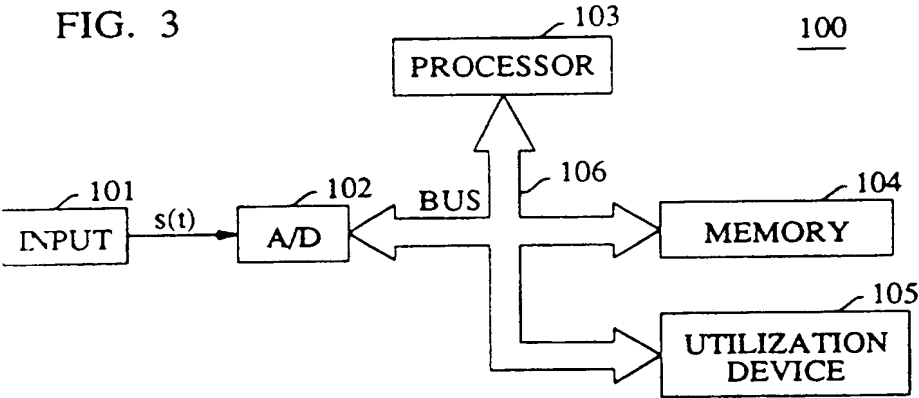 FIG. 3
103
100
PROCESSOR
101
102
BUS
106
104
INPUT
s(t)
A/D
MEMORY
105
UTILIZATION
DEVICE